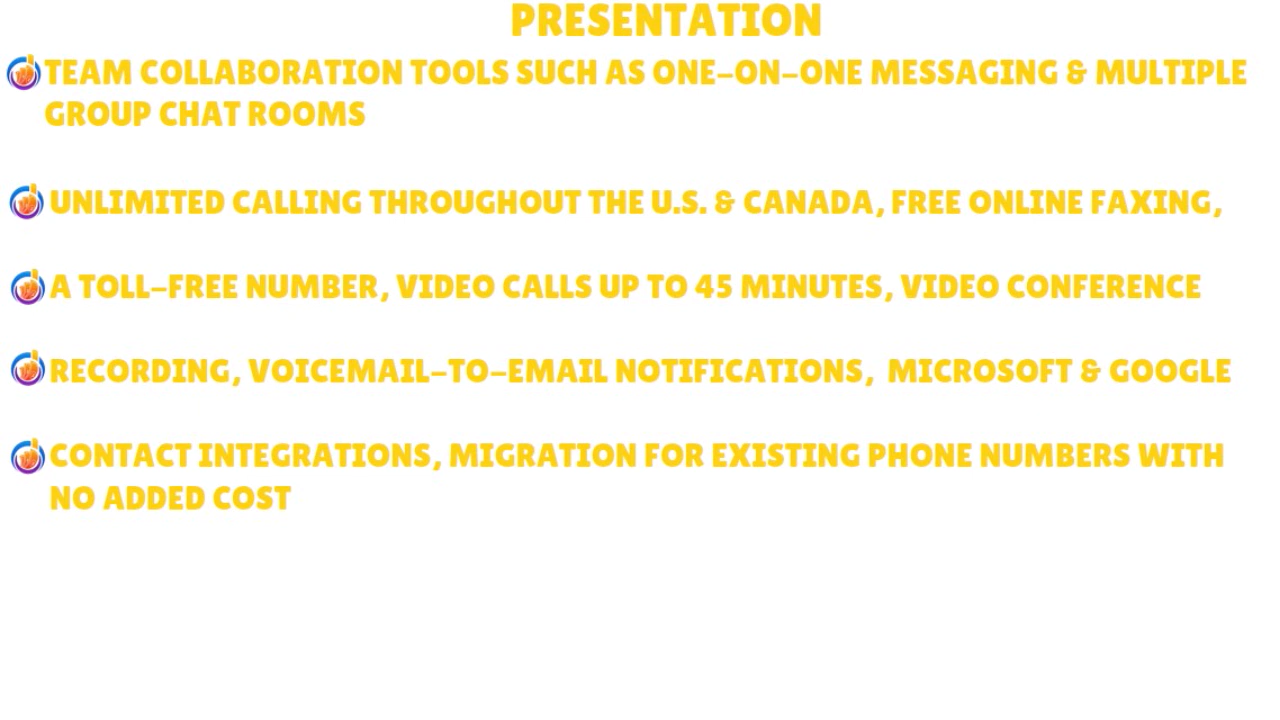 PRESENTATION
TEAM COLLABORATION TOOLS SUCH AS ONE-ON-ONE MESSAGING & MULTIPLE
GROUP CHAT ROOMS
UNLIMITED CALLING THROUGHOUT THE U.S. & CANADA, FREE ONLINE FAXING,
A TOLL-FREE NUMBER, VIDEO CALLS UP TO 45 MINUTES, VIDEO CONFERENCE
RECORDING, VOICEMAIL-TO-EMAIL NOTIFICATIONS, MICROSOFT & GOOGLE
CONTACT INTEGRATIONS, MIGRATION FOR EXISTING PHONE NUMBERS WITH
NO ADDED COST